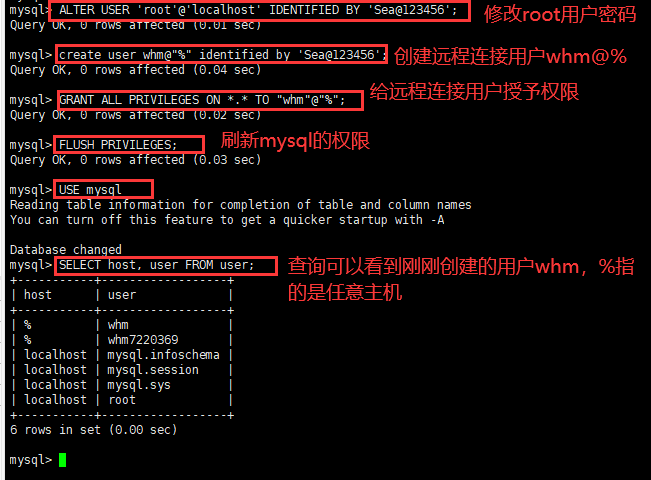 mysql> ALTER USER 'root'@'localhost' IDENTIFIED BY 'Sea@123456'; 修改root用户密码
Query OK, 0 rows affected (0.01 sec)
mysql> create user whm@"%" identified by 'Sea@123456'; 创建远程连接用户whm@%
Query OK, 0 rows affected (0.04 sec)
mysql> GRANT ALL PRIVILEGES ON *.* TO "whm"@"%"; 给远程连接用户授予权限
Query OK, 0 rows affected (0.02 sec)
mysql> FLUSH PRIVILEGES; 刷新mysql的权限
Query OK, 0 rows affected (0.03 sec)
mysql> USE mysql
Reading table information for completion of table and column names
You can turn off this feature to get a quicker startup with -A
Database changed
mysql> SELECT host, user FROM user; 查询可以看到刚刚创建的用户whm，%指
的是任意主机
+-----------+------------------+
| host      | user             |
+-----------+------------------+
| %         | whm              |
| %         | whm7220369       |
| localhost | mysql.infoschema |
| localhost | mysql.session    |
| localhost | mysql.sys        |
| localhost | root             |
+-----------+------------------+
6 rows in set (0.00 sec)
mysql>